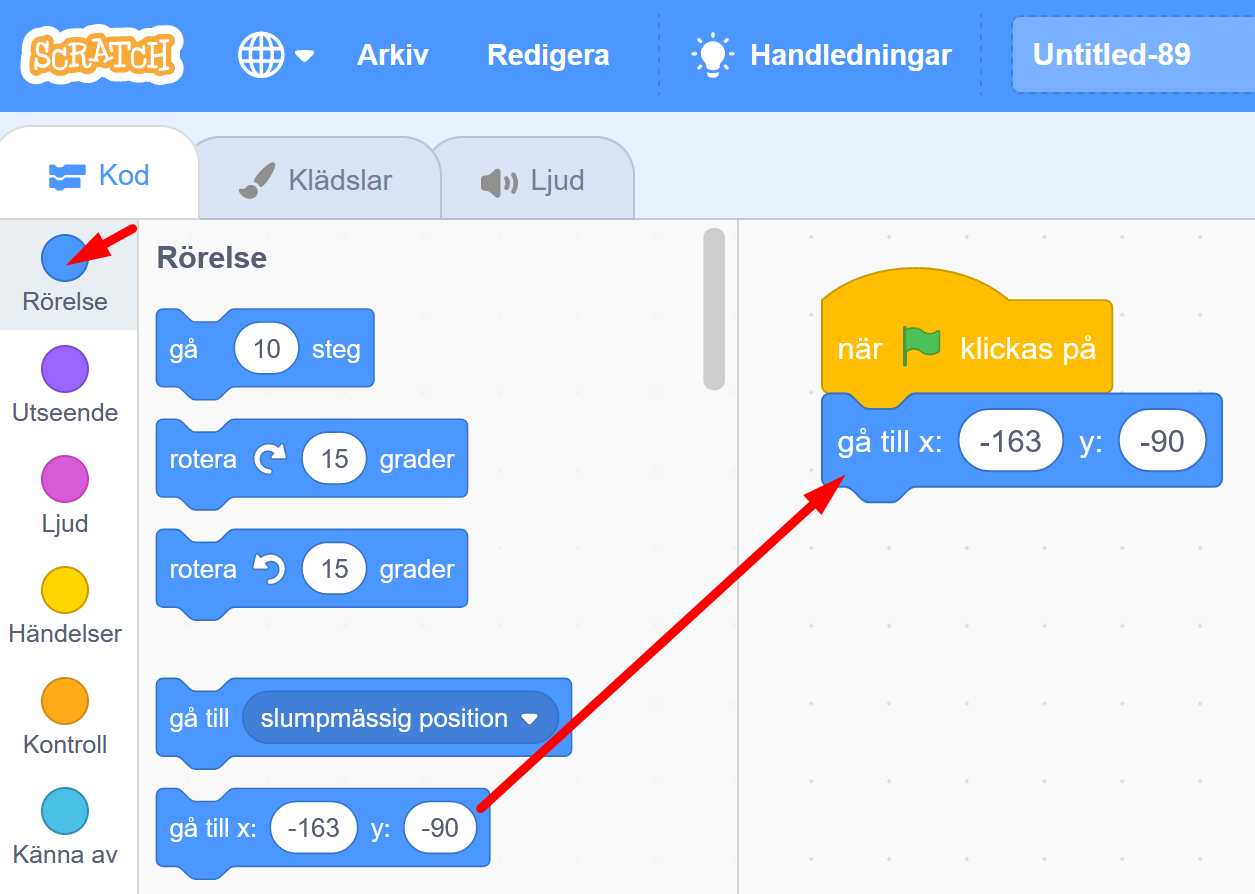 SCRATCH Arkiv Redigera Handledningar Untitled-89
Kod Klädslar Ljud
Rörelse
Utseende
Ljud
Händelser
Kontroll
Känna av
Rörelse
gå 10 steg
rotera 15 grader
rotera 15 grader
gå till slumpmässig position
gå till x: -163 y: -90
när klickas på
gå till x: -163 y: -90